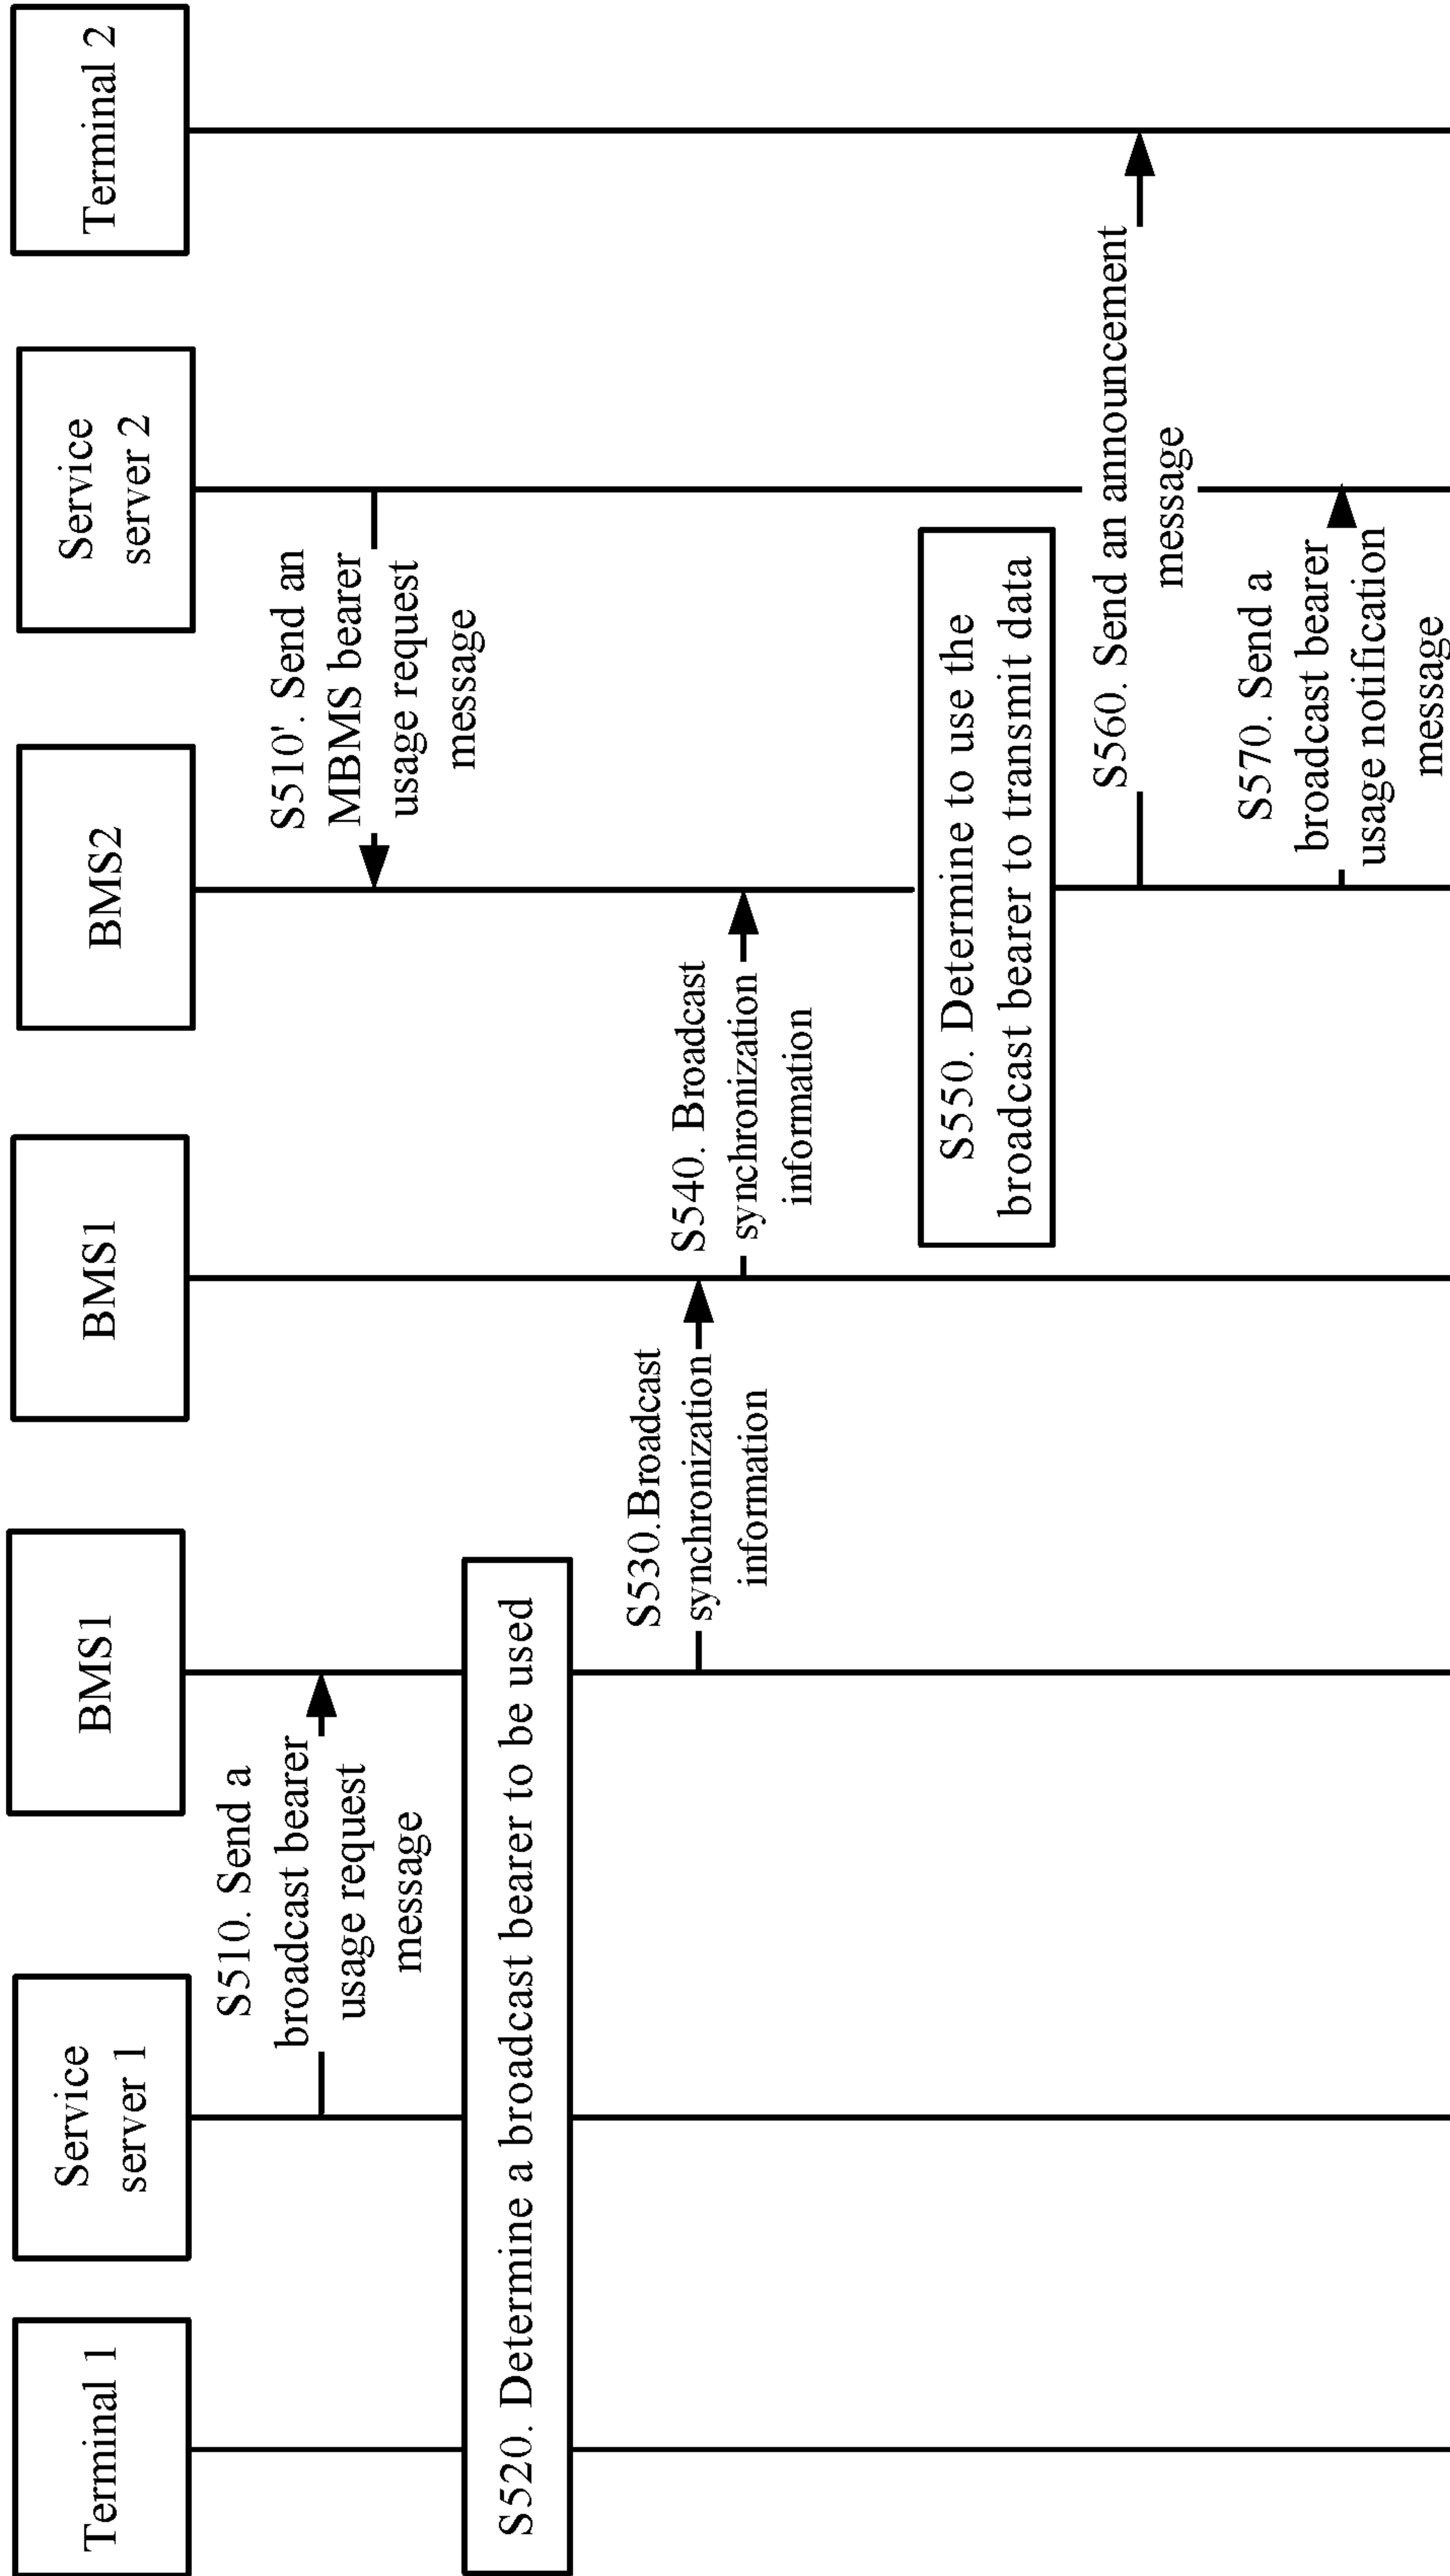 Terminal 1
Service
server 1
BMS1
BMS1
BMS2
Service
server 2
Terminal 2
S510. Send a
broadcast bearer
usage request
message
S510'. Send an
MBMS bearer
usage request
message
S520. Determine a broadcast bearer to be used
S530.Broadcast
synchronization
information
S540. Broadcast
synchronization
information
S550. Determine to use the
broadcast bearer to transmit data
S560. Send an announcement
message
S570. Send a
broadcast bearer
usage notification
message